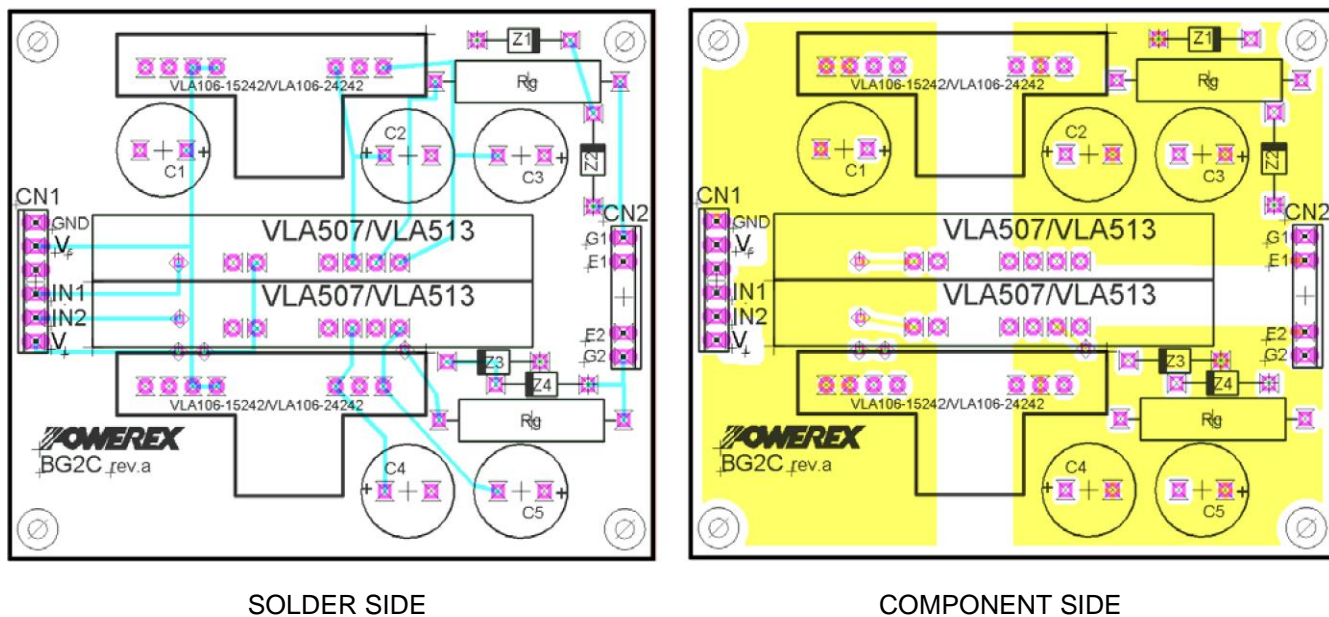 Z1
VLA106-15242/VLA106-24242
Rg
C1
C2
C3
Z2
CN1
CN2
GND
VLA507/VLA513
G1
E1
IN1
VLA507/VLA513
IN2
V+
E2
G2
Z3
Z4
VLA106-15242/VLA106-24242
Rg
POWEREX
BG2C rev.a
C4
C5
SOLDER SIDE
Z1
VLA106-15242/VLA106-24242
Rg
C1
C2
C3
Z2
CN1
CN2
GND
VLA507/VLA513
G1
E1
IN1
VLA507/VLA513
IN2
V+
E2
G2
Z3
Z4
VLA106-15242/VLA106-24242
Rg
POWEREX
BG2C rev.a
C4
C5
COMPONENT SIDE